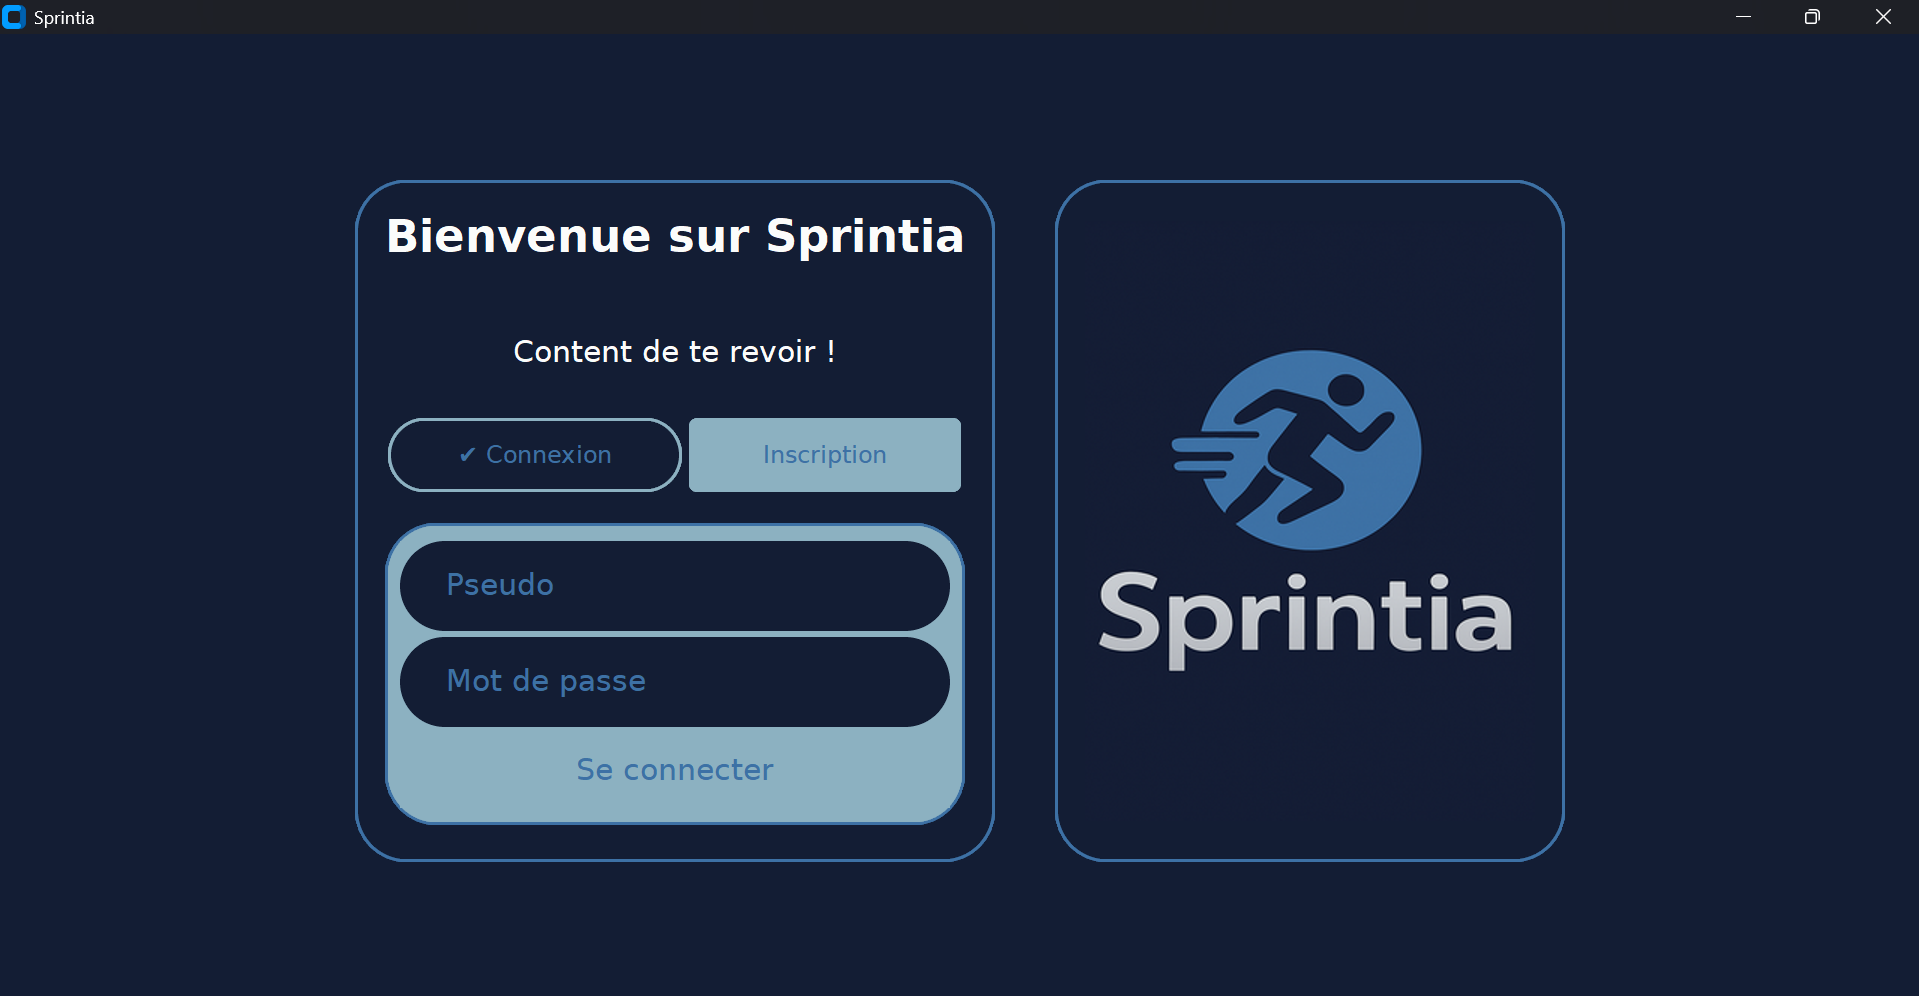 Sprintia
Bienvenue sur Sprintia
Content de te revoir !
✔ Connexion
Inscription
Pseudo
Mot de passe
Se connecter
Sprintia